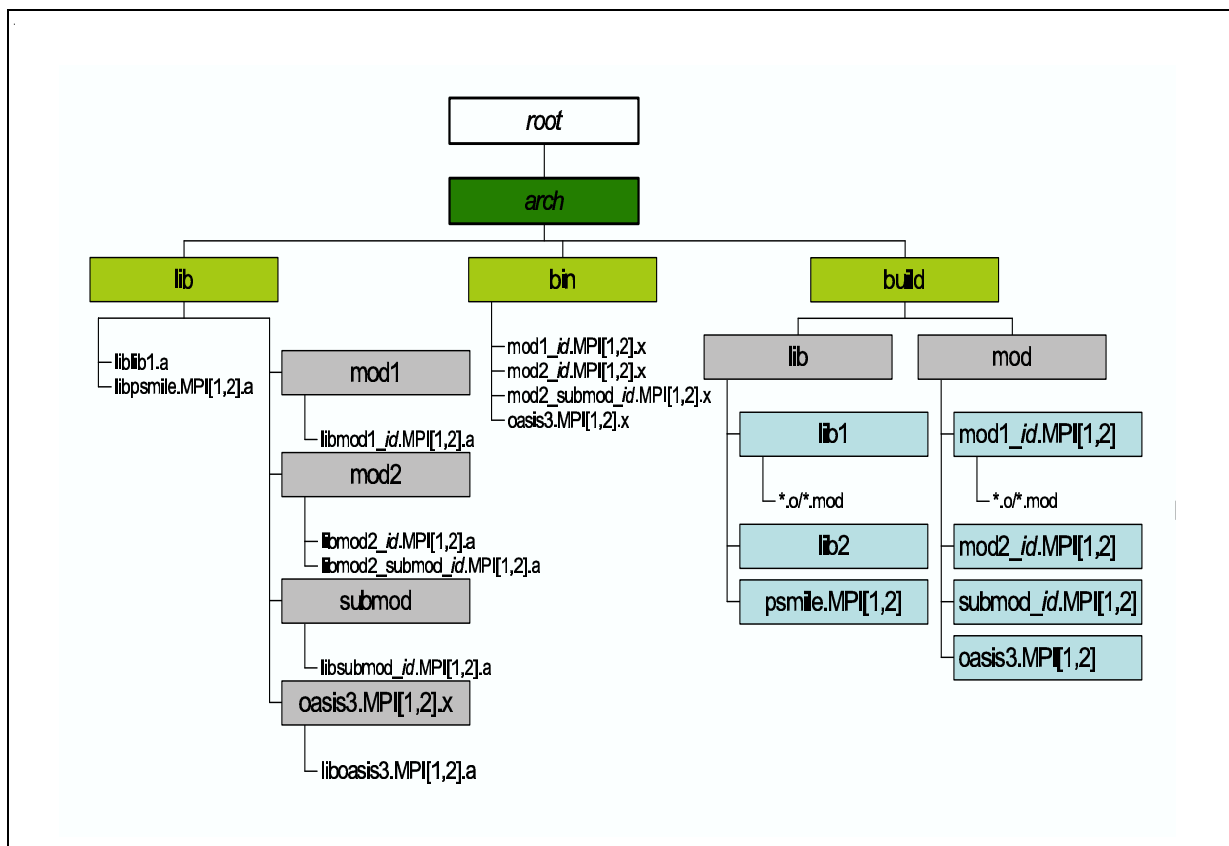 root
arch
lib
bin
build
liblib1.a
libpsmile.MPI[1,2].a
mod1
libmod1_id.MPI[1,2].a
mod2
libmod2_id.MPI[1,2].a
libmod2_submod_id.MPI[1,2].a
submod
libsubmod_id.MPI[1,2].a
oasis3.MPI[1,2].x
liboasis3.MPI[1,2].a
mod1_id.MPI[1,2].x
mod2_id.MPI[1,2].x
mod2_submod_id.MPI[1,2].x
oasis3.MPI[1,2].x
lib
lib1
*.o/*.mod
lib2
psmile.MPI[1,2]
mod
mod1_id.MPI[1,2]
*.o/*.mod
mod2_id.MPI[1,2]
submod_id.MPI[1,2]
oasis3.MPI[1,2]